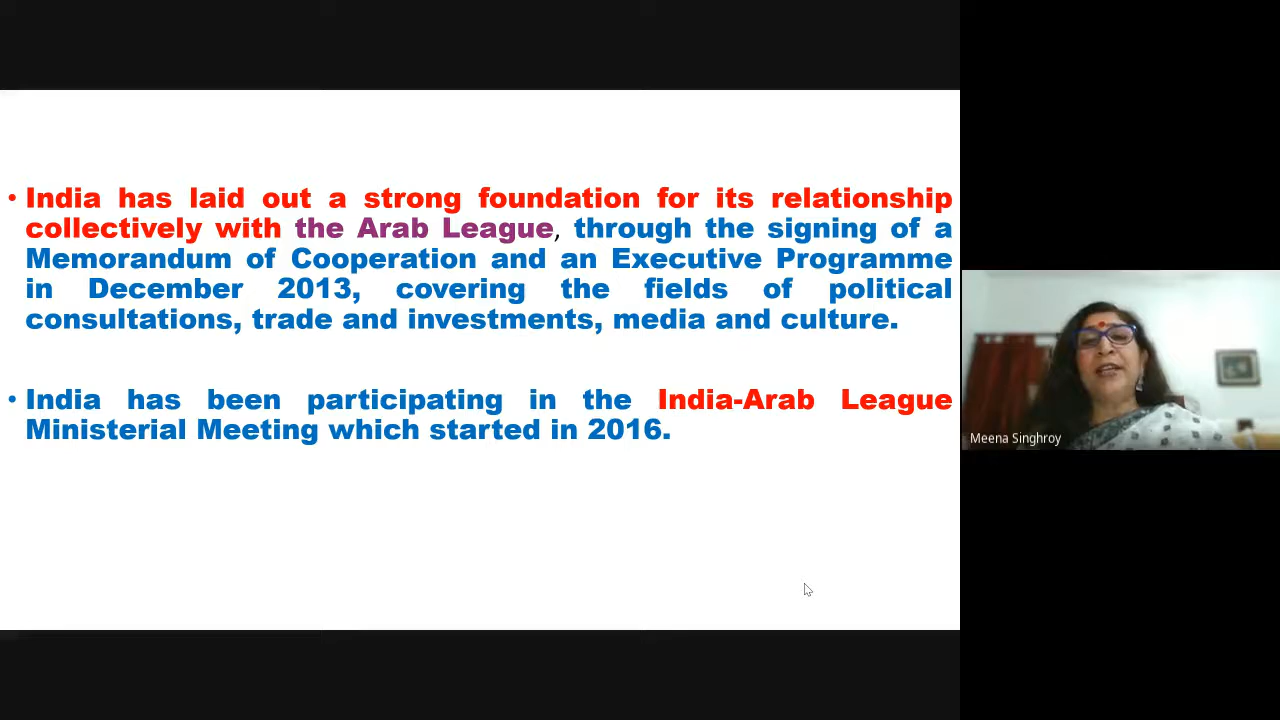 • India has laid out a strong foundation for its relationship
collectively with the Arab League, through the signing of a
Memorandum of Cooperation and an Executive Programme
in December 2013, covering the fields of political
consultations, trade and investments, media and culture.
• India has been participating in the India-Arab League
Ministerial Meeting which started in 2016.
Meena Singhroy